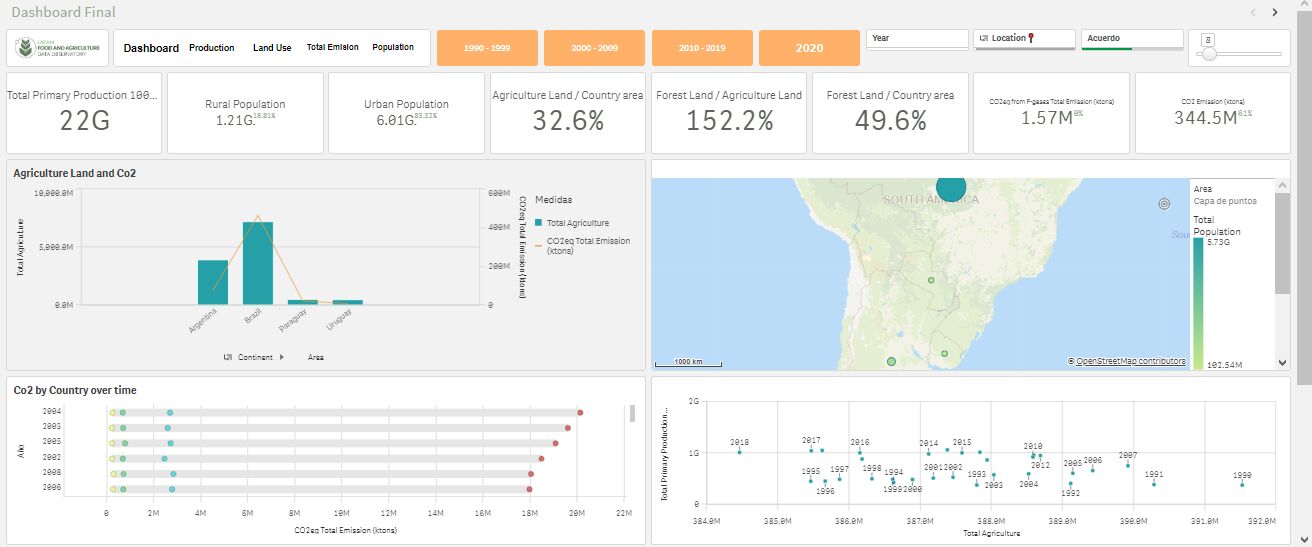 Dashboard Final
LATAM
FOOD AND AGRICULTURE
DATA OBSERVATORY
Dashboard
Production
Land Use
Total Emision
Population
1990 - 1999
2000 - 2009
2010 - 2019
2020
Year
Location
Acuerdo
8
Total Primary Production 100...
22G
Rural Population
1.21G.16.81%
Urban Population
6.01G.83.32%
Agriculture Land / Country area
32.6%
Forest Land / Agriculture Land
152.2%
Forest Land / Country area
49.6%
CO2eq from F-gases Total Emission (ktons)
1.57M0%
CO2 Emission (ktons)
344.5M61%
Agriculture Land and Co2
10,000.0M
5,000.0M
0.0M
Total Agriculture
600M
400M
200M
0
CO2eq Total Emission (ktons)
Argentina
Brazil
Paraguay
Uruguay
Continent
Area
Medidas
Total Agriculture
CO2eq Total Emission
(ktons)
SOUTH AMERICA
Sou
1000 km
© OpenStreetMap contributors
Area
Capa de puntos
Total
Population
5.73G
102.54M
Co2 by Country over time
Año
2004
2003
2005
2002
2008
2006
0
2M
4M
6M
8M
10M
12M
14M
16M
18M
20M
22M
CO2eq Total Emission (ktons)
Total Primary Production ...
2G
1G
0
2018
2017
2016
2014
2015
2010
2012
2007
2006
2005
1995
1996
1997
1998
1994
1999
2000
2001
2002
1993
2003
2004
1992
1991
1990
384.0M
385.0M
386.0M
387.0M
388.0M
389.0M
390.0M
391.0M
392.0M
Total Agriculture